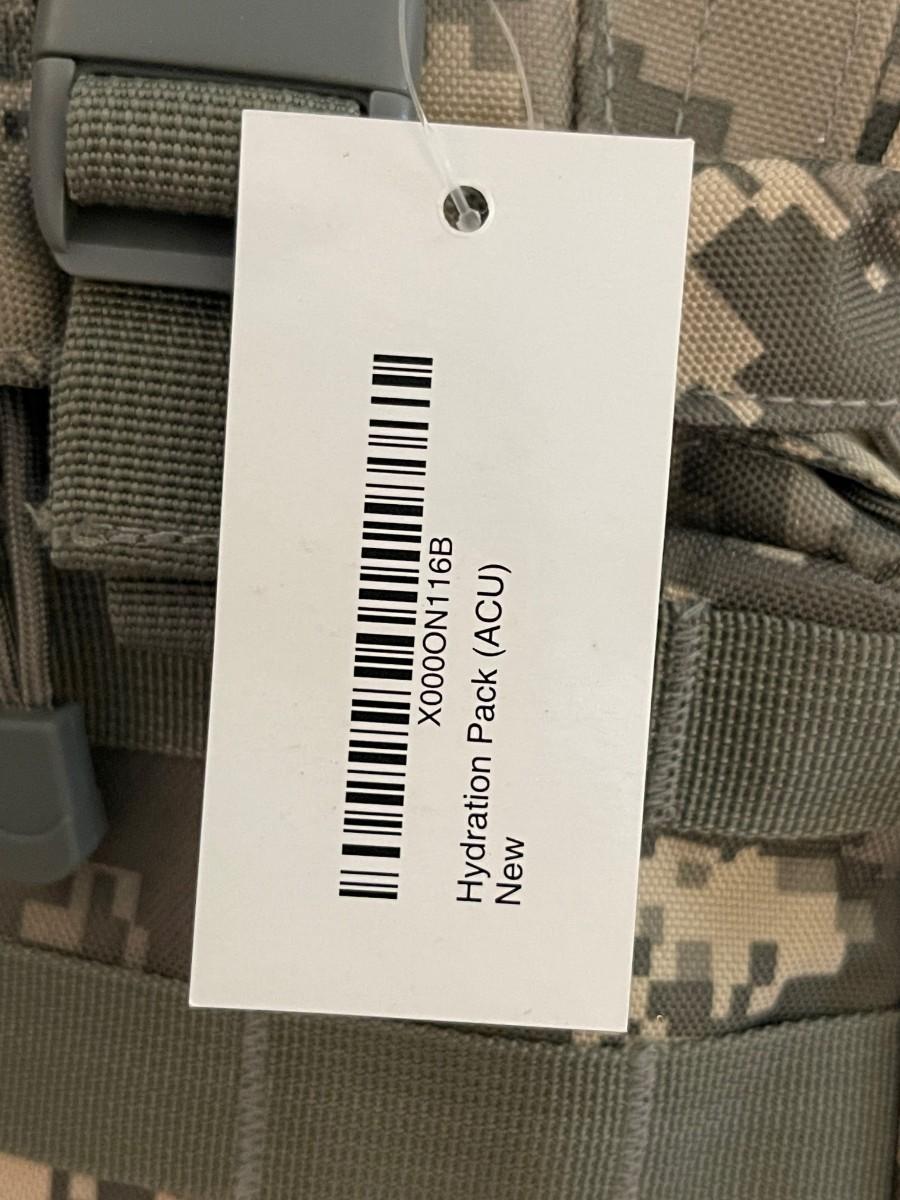 X000ON116B
Hydration Pack (ACU)
New